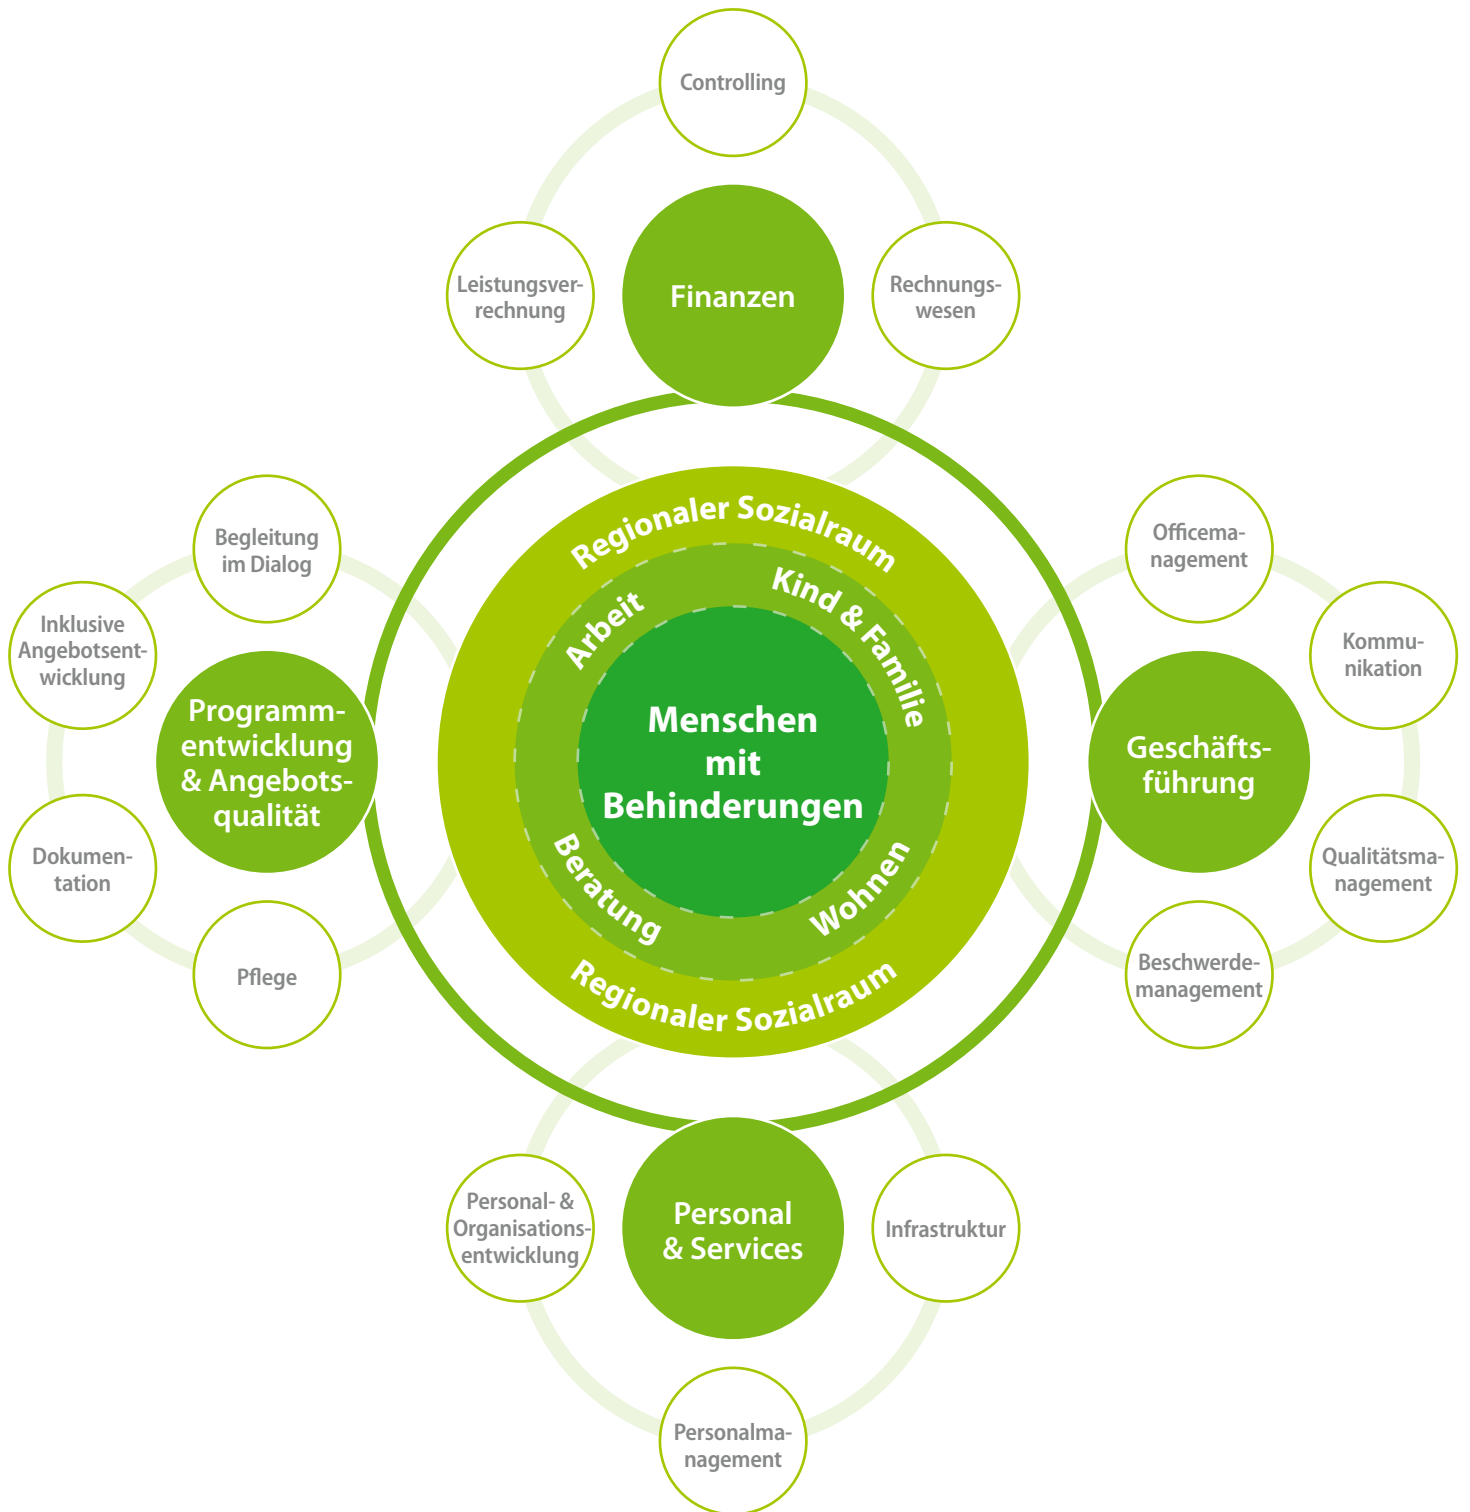 Controlling
Leistungsver-
rechnung
Finanzen
Rechnungs-
wesen
Begleitung
im Dialog
Inklusive
Angebotsent-
wicklung
Programm-
entwicklung
& Angebots-
qualität
Dokumen-
tation
Pflege
Regionaler Sozialraum
Arbeit
Kind & Familie
Menschen
mit
Behinderungen
Beratung
Wohnen
Regionaler Sozialraum
Officema-
nagement
Kommu-
nikation
Geschäfts-
führung
Qualitätsma-
nagement
Beschwerde-
management
Personal- &
Organisations-
entwicklung
Personal
& Services
Infrastruktur
Personalma-
nagement